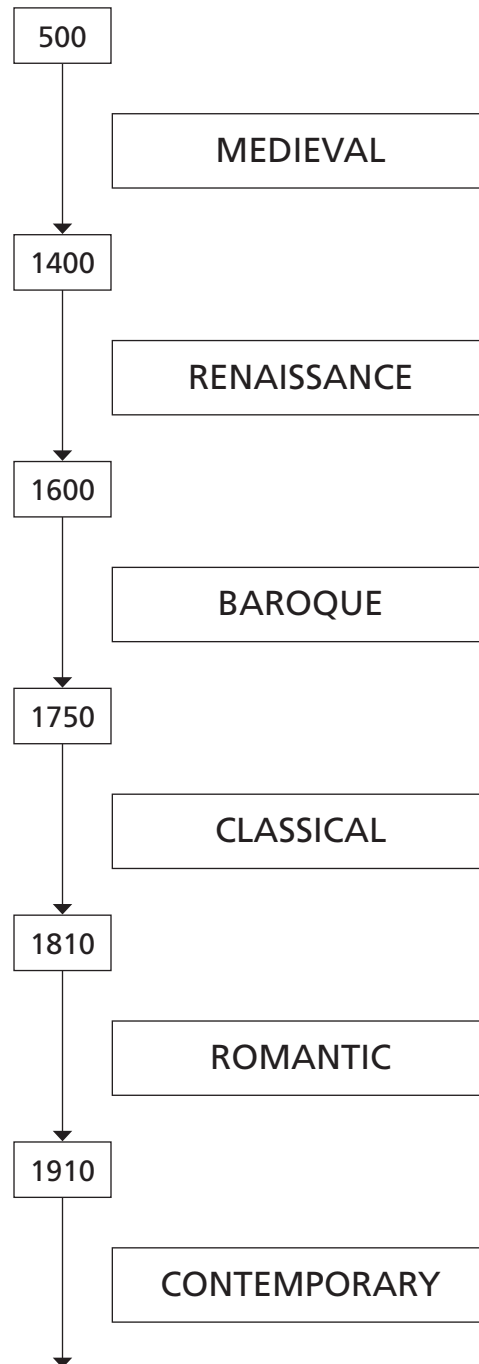 500
MEDIEVAL
1400
RENAISSANCE
1600
BAROQUE
1750
CLASSICAL
1810
ROMANTIC
1910
CONTEMPORARY